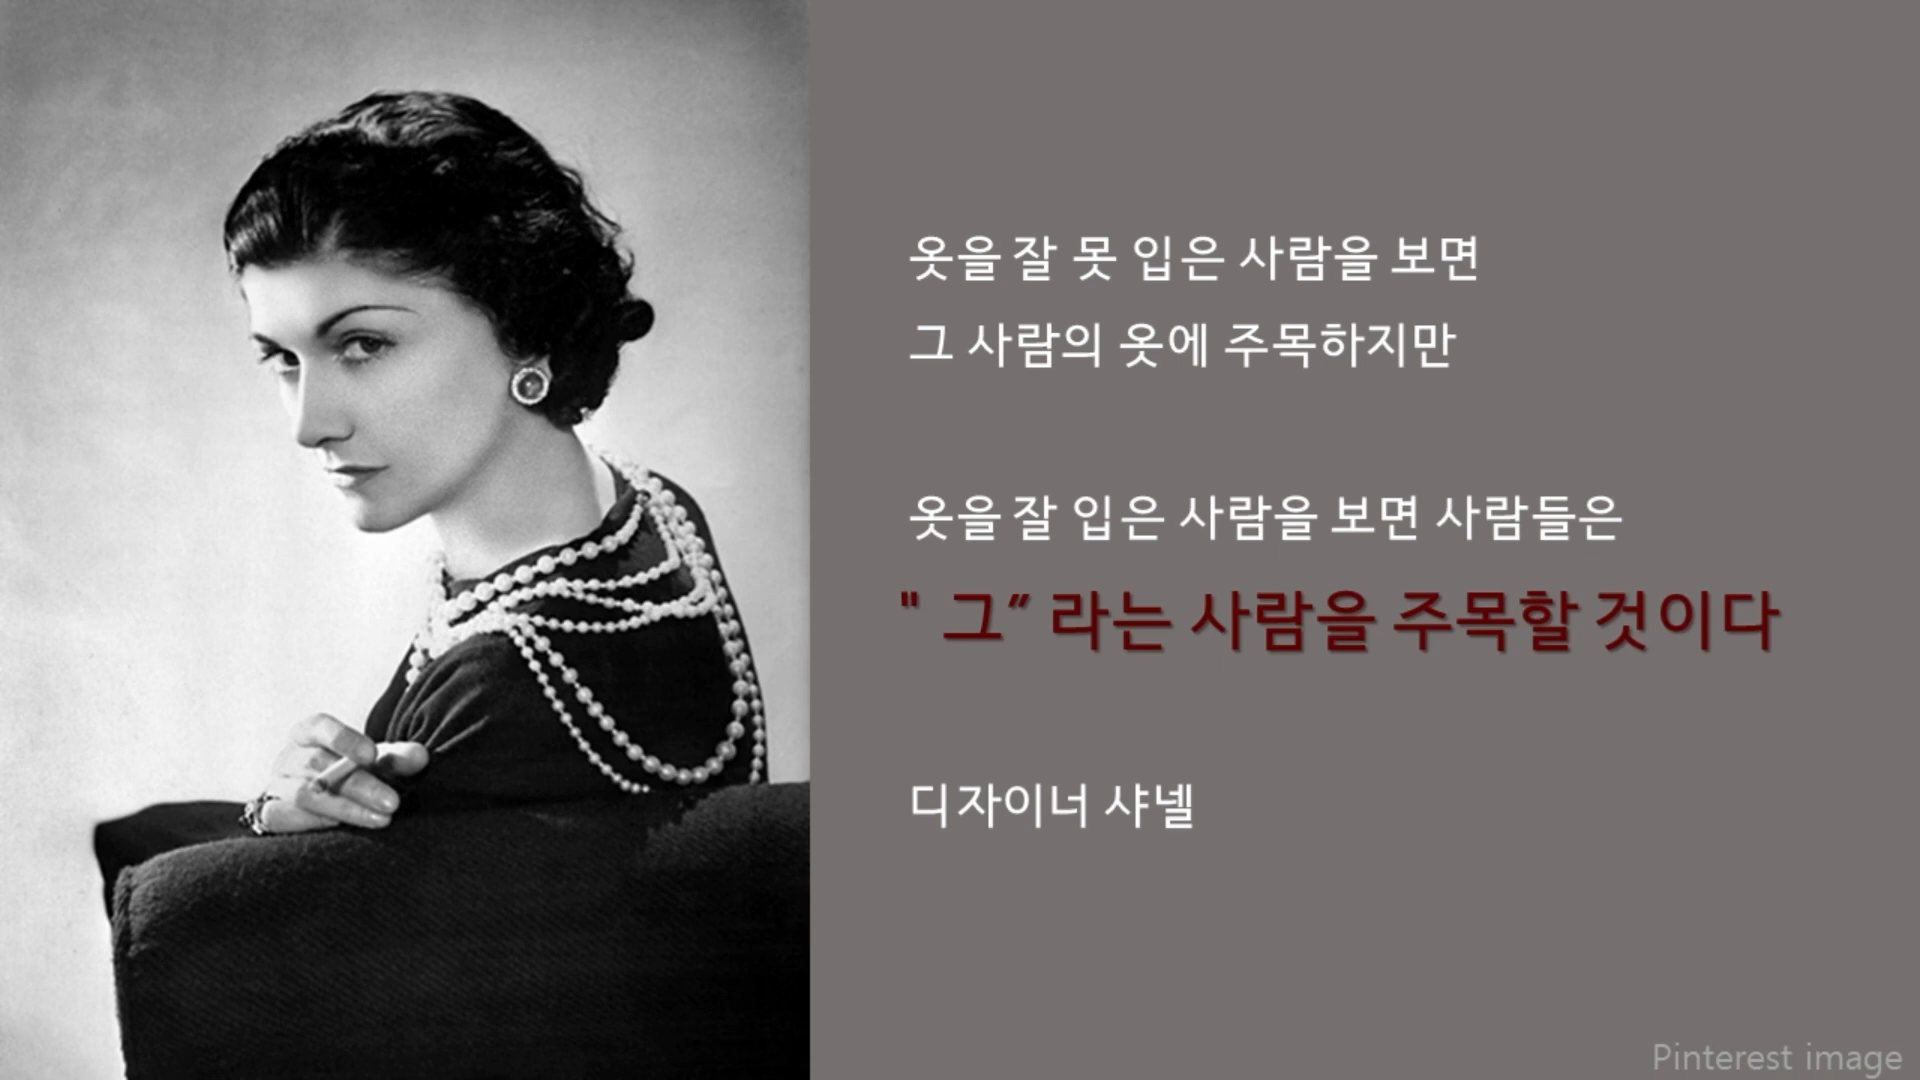 옷을 잘 못 입은 사람을 보면
그 사람의 옷에 주목하지만
옷을 잘 입은 사람을 보면 사람들은
" 그" 라는 사람을 주목할 것이다
디자이너 샤넬
Pinterest image